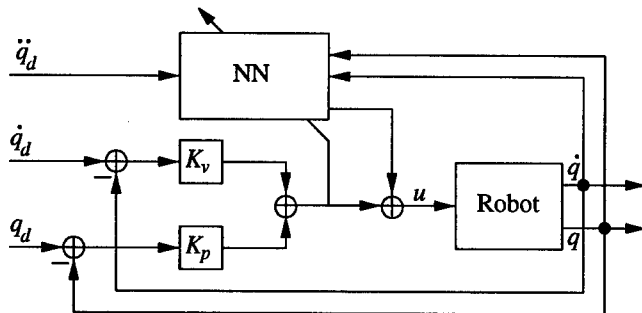 q̈_d
NN
q̇_d
K_v
q̇
u
Robot
q_d
K_p
q